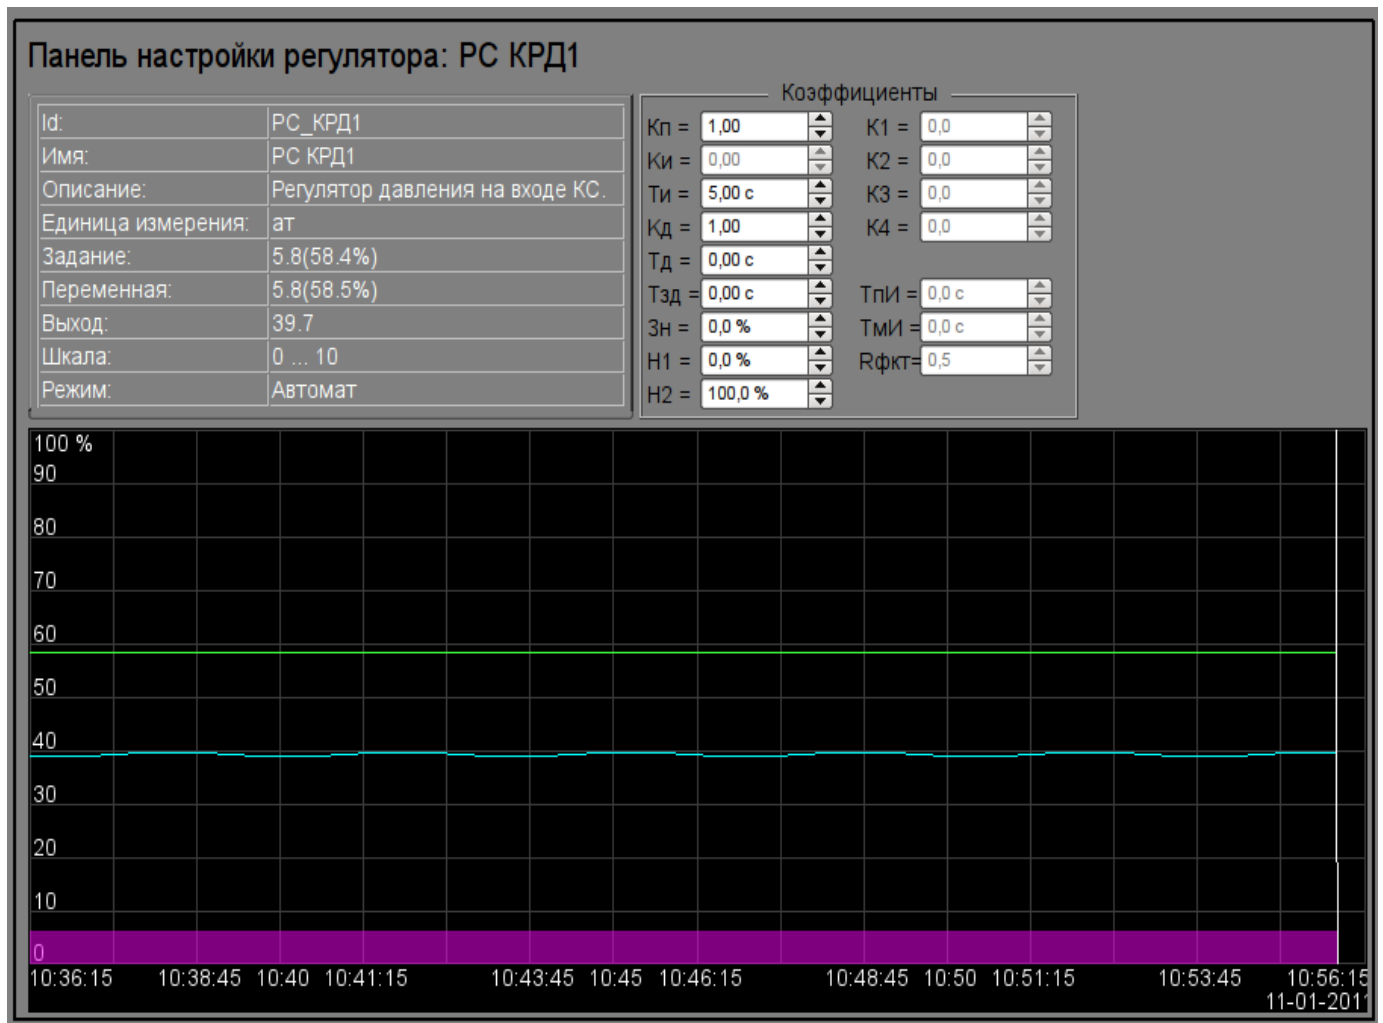 Панель настройки регулятора: РС КРД1
Id: РС_КРД1
Имя: РС КРД1
Описание: Регулятор давления на входе КС.
Единица измерения: ат
Задание: 5.8(58.4%)
Переменная: 5.8(58.5%)
Выход: 39.7
Шкала: 0 ... 10
Режим: Автомат
Коэффициенты
Кп = 1,00 К1 = 0,0
Ки = 0,00 К2 = 0,0
Ти = 5,00 с К3 = 0,0
Кд = 1,00 К4 = 0,0
Тд = 0,00 с
Тзд = 0,00 с ТпИ = 0,0 с
Зн = 0,0 % ТмИ = 0,0 с
Н1 = 0,0 % Rфкт= 0,5
Н2 = 100,0 %
100 %
90
80
70
60
50
40
30
20
10
0
10:36:15 10:38:45 10:40 10:41:15 10:43:45 10:45 10:46:15 10:48:45 10:50 10:51:15 10:53:45 10:56:15
11-01-2011